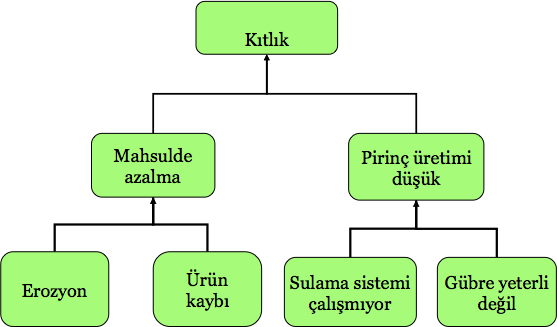 Kıtlık
Mahsulde
azalma
Pirinç üretimi
düşük
Erozyon
Ürün
kaybı
Sulama sistemi
çalışmıyor
Gübre yeterli
değil